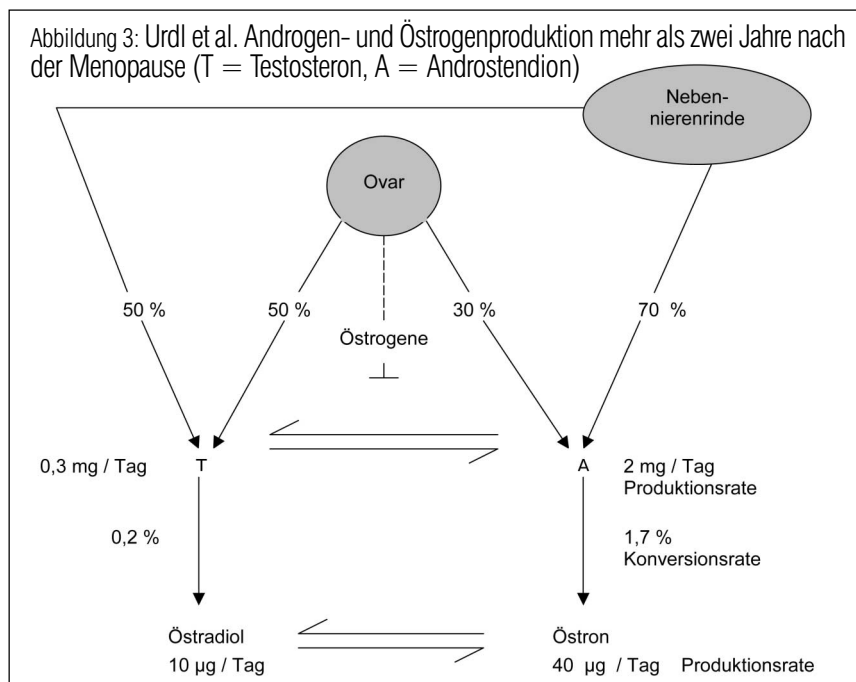 Abbildung 3: Urdl et al. Androgen- und Östrogenproduktion mehr als zwei Jahre nach
der Menopause (T = Testosteron, A = Androstendion)
Neben-
nierenrinde
Ovar
50 %
50 %
30 %
70 %
Östrogene
0,3 mg / Tag
T
A
2 mg / Tag
Produktionsrate
0,2 %
1,7 %
Konversionsrate
Östradiol
10 µg / Tag
Östron
40 µg / Tag Produktionsrate